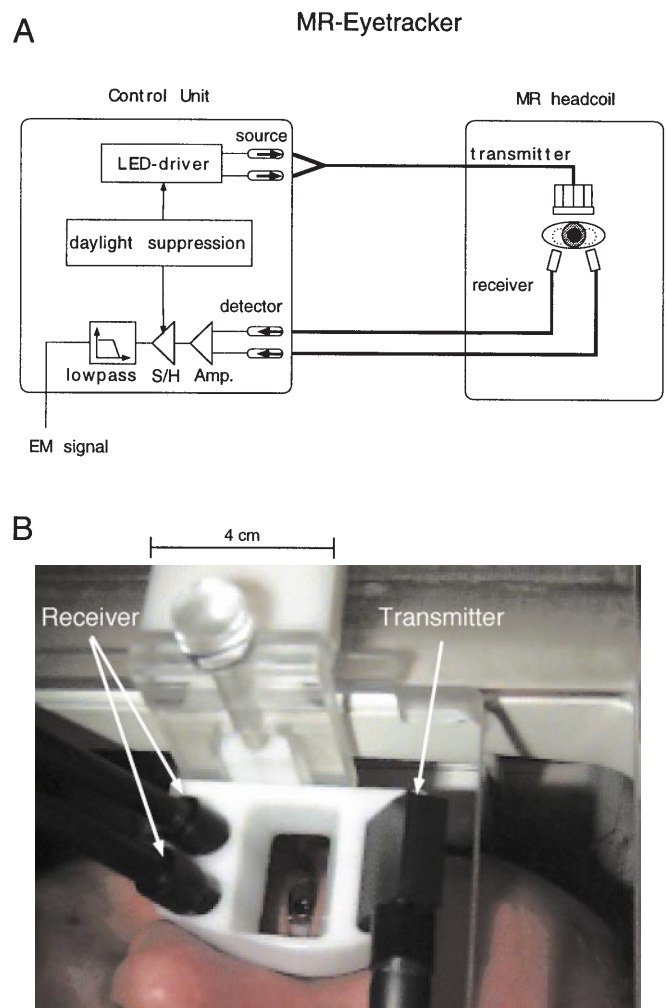 A
MR-Eyetracker
Control Unit
MR headcoil
source
LED-driver
transmitter
daylight suppression
receiver
detector
lowpass
S/H
Amp.
EM signal
B
4 cm
Receiver
Transmitter